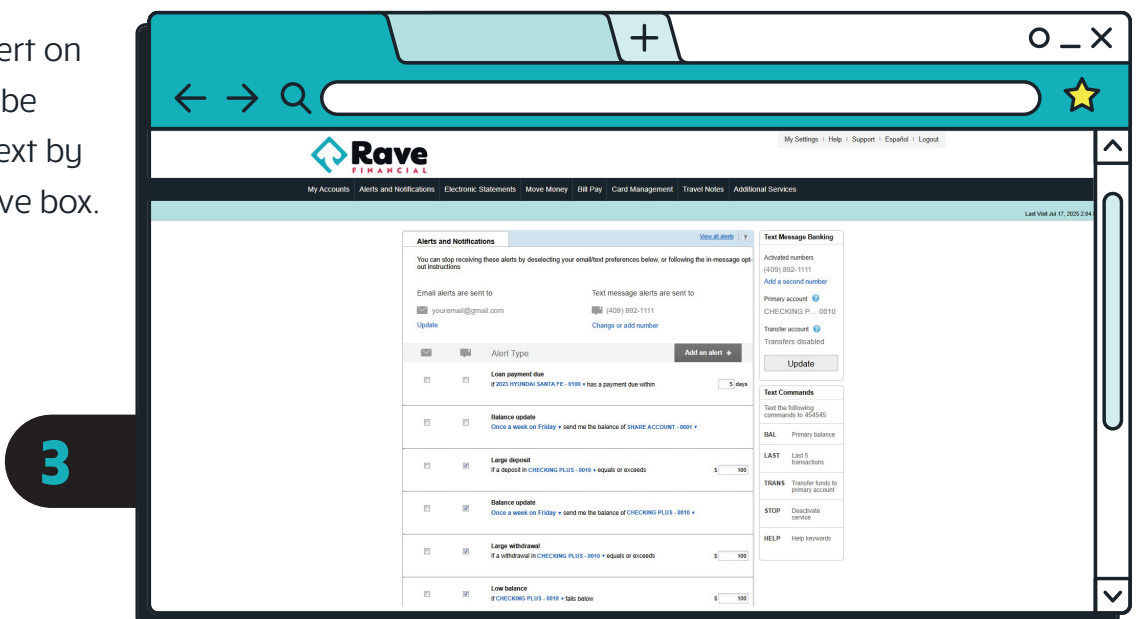 ert on
be
ext by
ve box.
3
Rave
FINANCIAL
My Settings | Help | Support | Español | Logout
My Accounts Alerts and Notifications Electronic Statements Move Money Bill Pay Card Management Travel Notes Additional Services
Last Visit Jul 17, 2025 2:04
Alerts and Notifications
View all alerts ?
You can stop receiving these alerts by deselecting your email/text preferences below, or following the in-message opt-
out instructions
Email alerts are sent to
youremail@gmail.com
Update
Text message alerts are sent to
(409) 892-1111
Change or add number
Alert Type
Add an alert +
Loan payment due
If 2023 HYUNDAI SANTA FE - 0100 has a payment due within 5 days
Balance update
Once a week on Friday send me the balance of SHARE ACCOUNT - 0001
Large deposit
If a deposit in CHECKING PLUS - 0010 equals or exceeds $ 100
Balance update
Once a week on Friday send me the balance of CHECKING PLUS - 0010
Large withdrawal
If a withdrawal in CHECKING PLUS - 0010 equals or exceeds $ 100
Low balance
If CHECKING PLUS - 0010 falls below $ 100
Text Message Banking
Activated numbers
(409) 892-1111
Add a second number
Primary account ?
CHECKING P... 0010
Transfer account ?
Transfers disabled
Update
Text Commands
Text the following
commands to 454545
BAL Primary balance
LAST Last 5
transactions
TRANS Transfer funds to
primary account
STOP Deactivate
service
HELP Help keywords